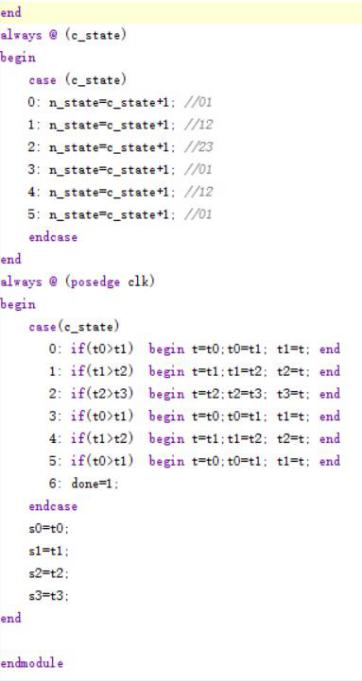 end
always @ (c_state)
begin
case (c_state)
0: n_state=c_state+1; //01
1: n_state=c_state+1; //12
2: n_state=c_state+1; //23
3: n_state=c_state+1; //01
4: n_state=c_state+1; //12
5: n_state=c_state+1; //01
endcase
end
always @ (posedge clk)
begin
case(c_state)
0: if(t0>t1) begin t=t0;t0=t1; t1=t; end
1: if(t1>t2) begin t=t1;t1=t2; t2=t; end
2: if(t2>t3) begin t=t2;t2=t3; t3=t; end
3: if(t0>t1) begin t=t0;t0=t1; t1=t; end
4: if(t1>t2) begin t=t1;t1=t2; t2=t; end
5: if(t0>t1) begin t=t0;t0=t1; t1=t; end
6: done=1;
endcase
s0=t0;
s1=t1;
s2=t2;
s3=t3;
end
endmodule